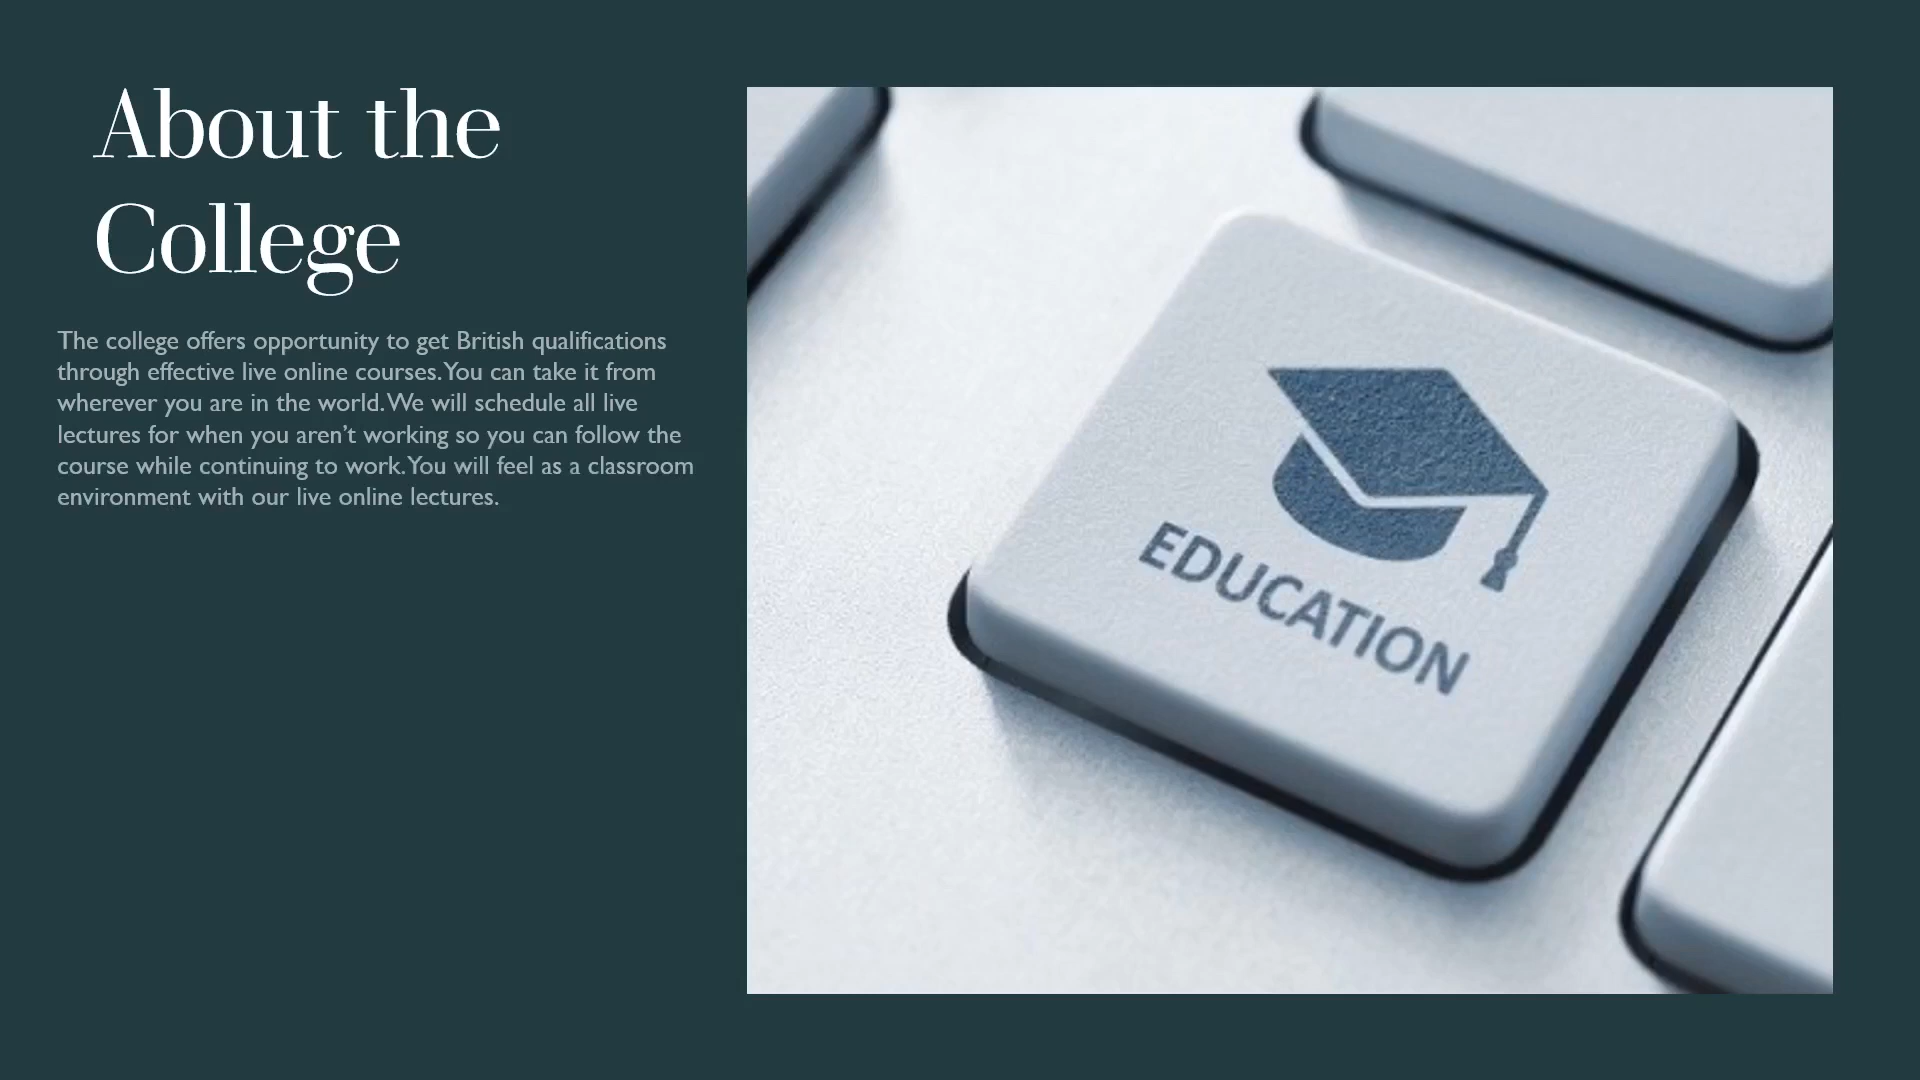 About the
College
The college offers opportunity to get British qualifications
through effective live online courses. You can take it from
wherever you are in the world. We will schedule all live
lectures for when you aren’t working so you can follow the
course while continuing to work. You will feel as a classroom
environment with our live online lectures.
EDUCATION